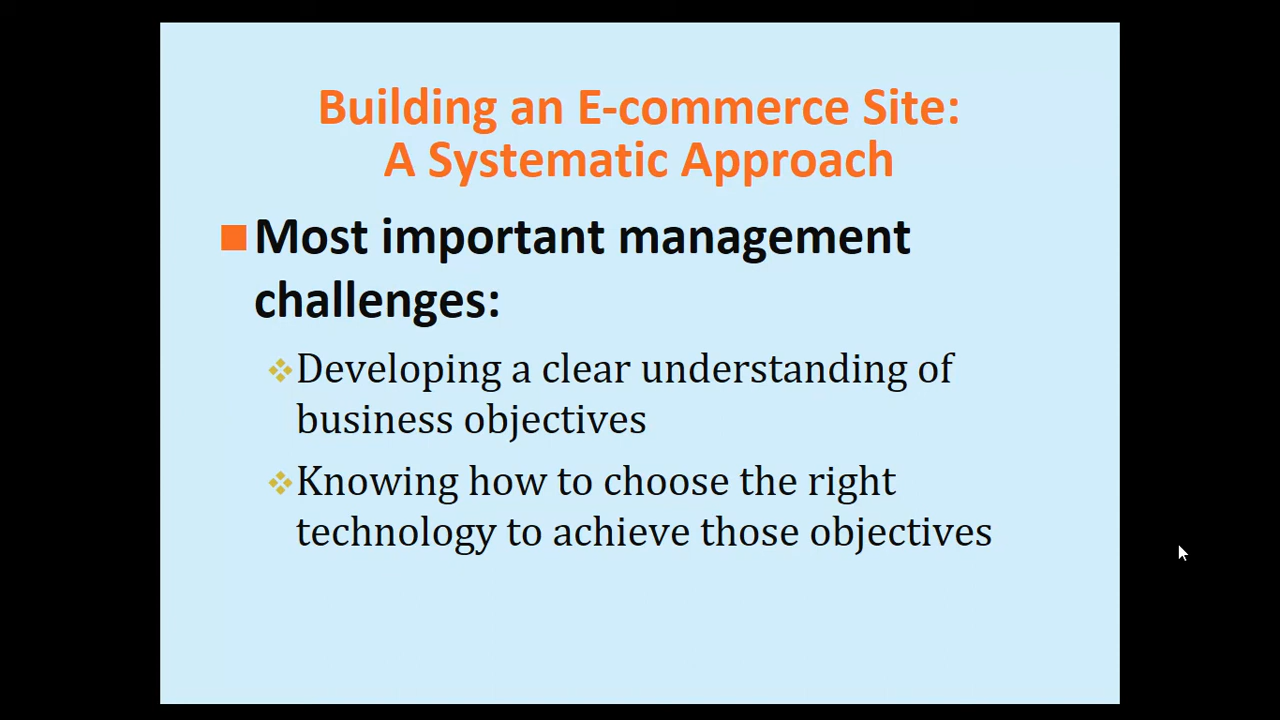 Building an E-commerce Site:
A Systematic Approach
Most important management
challenges:
Developing a clear understanding of
business objectives
Knowing how to choose the right
technology to achieve those objectives